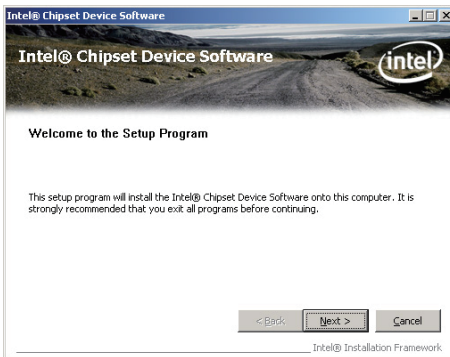 Intel® Chipset Device Software
Intel® Chipset Device Software
intel
Welcome to the Setup Program
This setup program will install the Intel® Chipset Device Software onto this computer. It is
strongly recommended that you exit all programs before continuing.
< Back
Next >
Cancel
Intel® Installation Framework